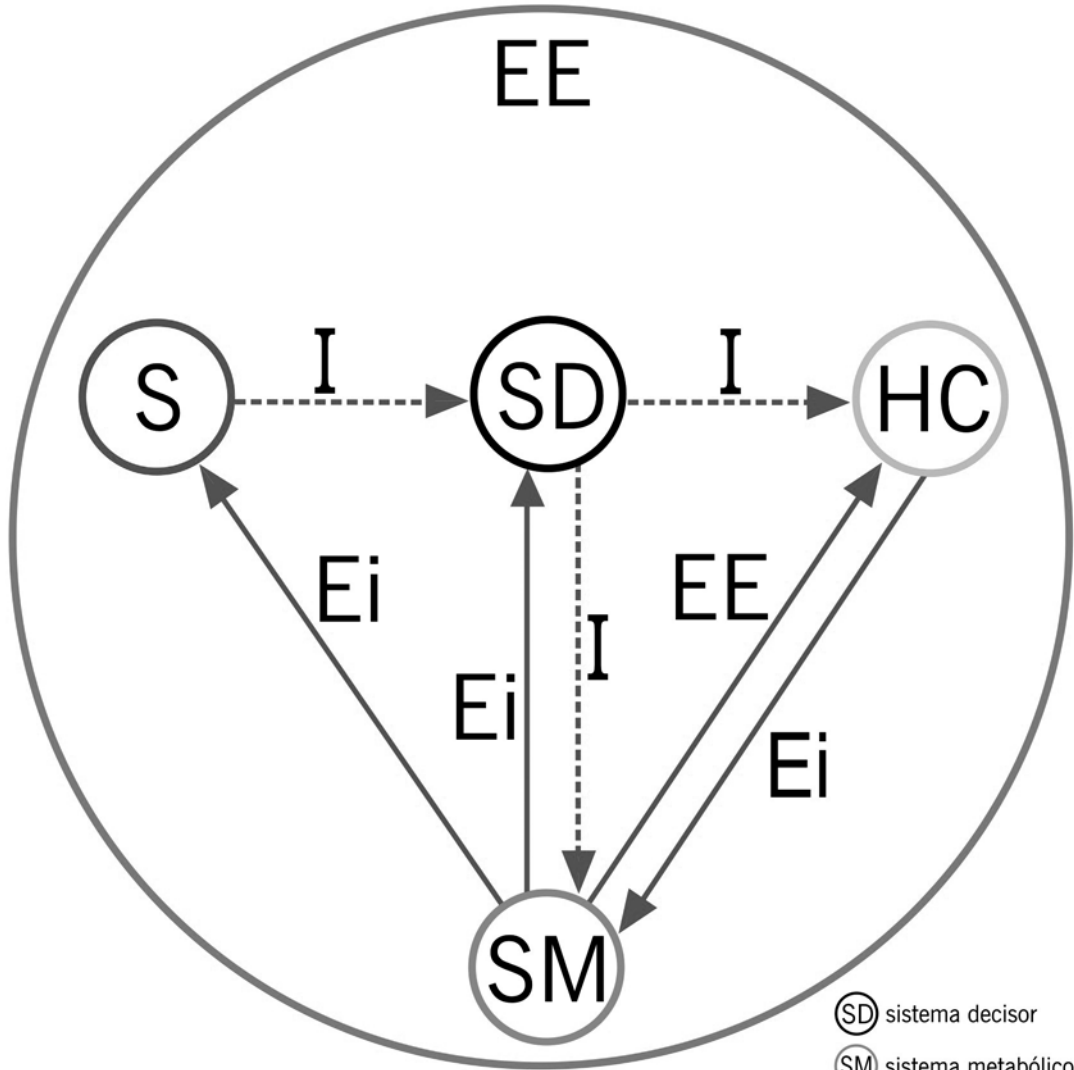 EE
I
I
S
SD
HC
Ei
EE
I
Ei
Ei
SM
SD sistema decisor
SM sistema metabólico